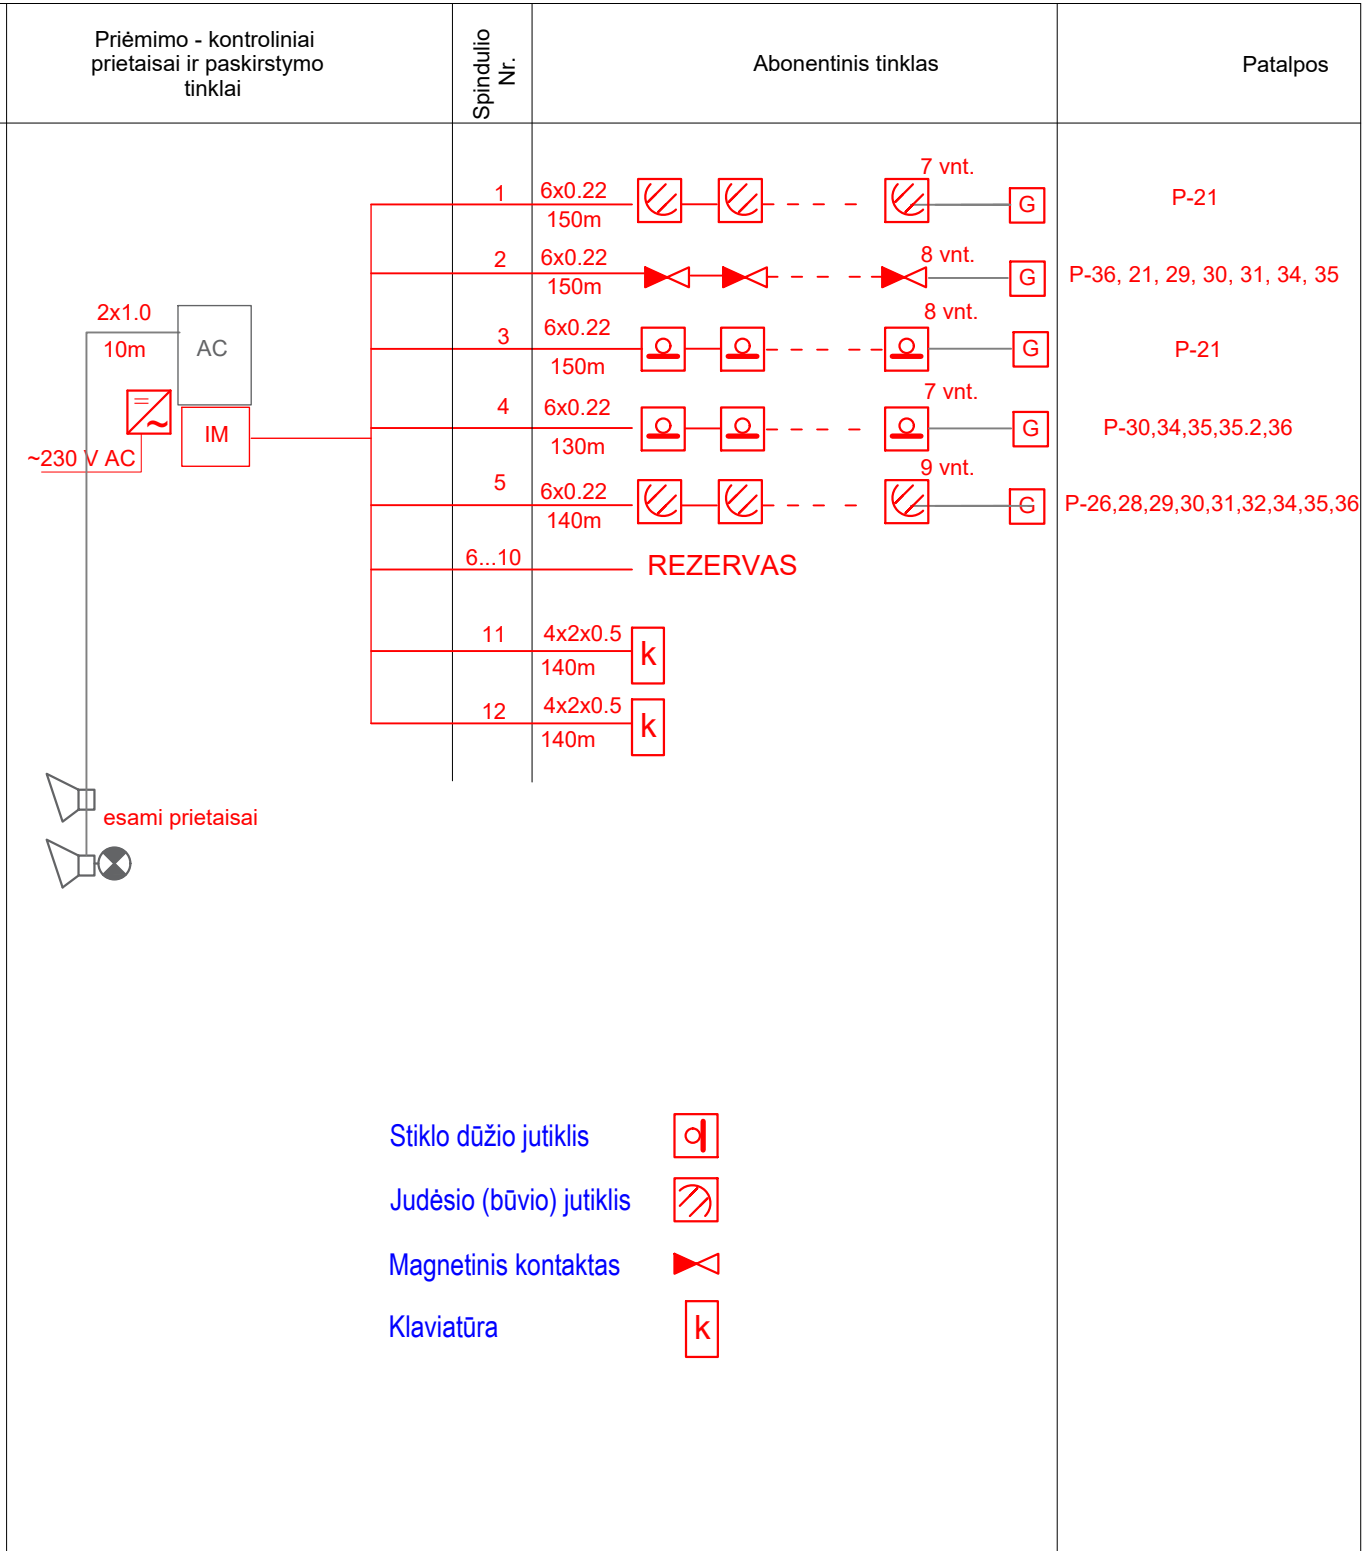 Priėmimo - kontroliniai
prietaisai ir paskirstymo
tinklai
Spindulio
Nr.
Abonentinis tinklas
Patalpos
1
6x0.22
150m
7 vnt.
G
P-21
2
6x0.22
150m
8 vnt.
G
P-36, 21, 29, 30, 31, 34, 35
2x1.0
10m
AC
3
6x0.22
150m
8 vnt.
G
P-21
=
~
IM
~230 V AC
4
6x0.22
130m
7 vnt.
G
P-30,34,35,35.2,36
5
6x0.22
140m
9 vnt.
G
P-26,28,29,30,31,32,34,35,36
6...10
REZERVAS
11
4x2x0.5
140m
k
12
4x2x0.5
140m
k
esami prietaisai
Stiklo dūžio jutiklis
Judėsio (būvio) jutiklis
Magnetinis kontaktas
Klaviatūra
k